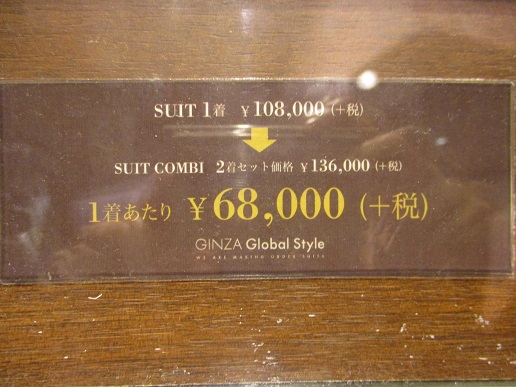 SUIT 1着 ¥108,000 (+税)
SUIT COMBI 2着セット価格 ¥136,000 (+税)
1着あたり ¥68,000 (+税)
GINZA Global Style
WE ARE MAKING ORDER SUITS